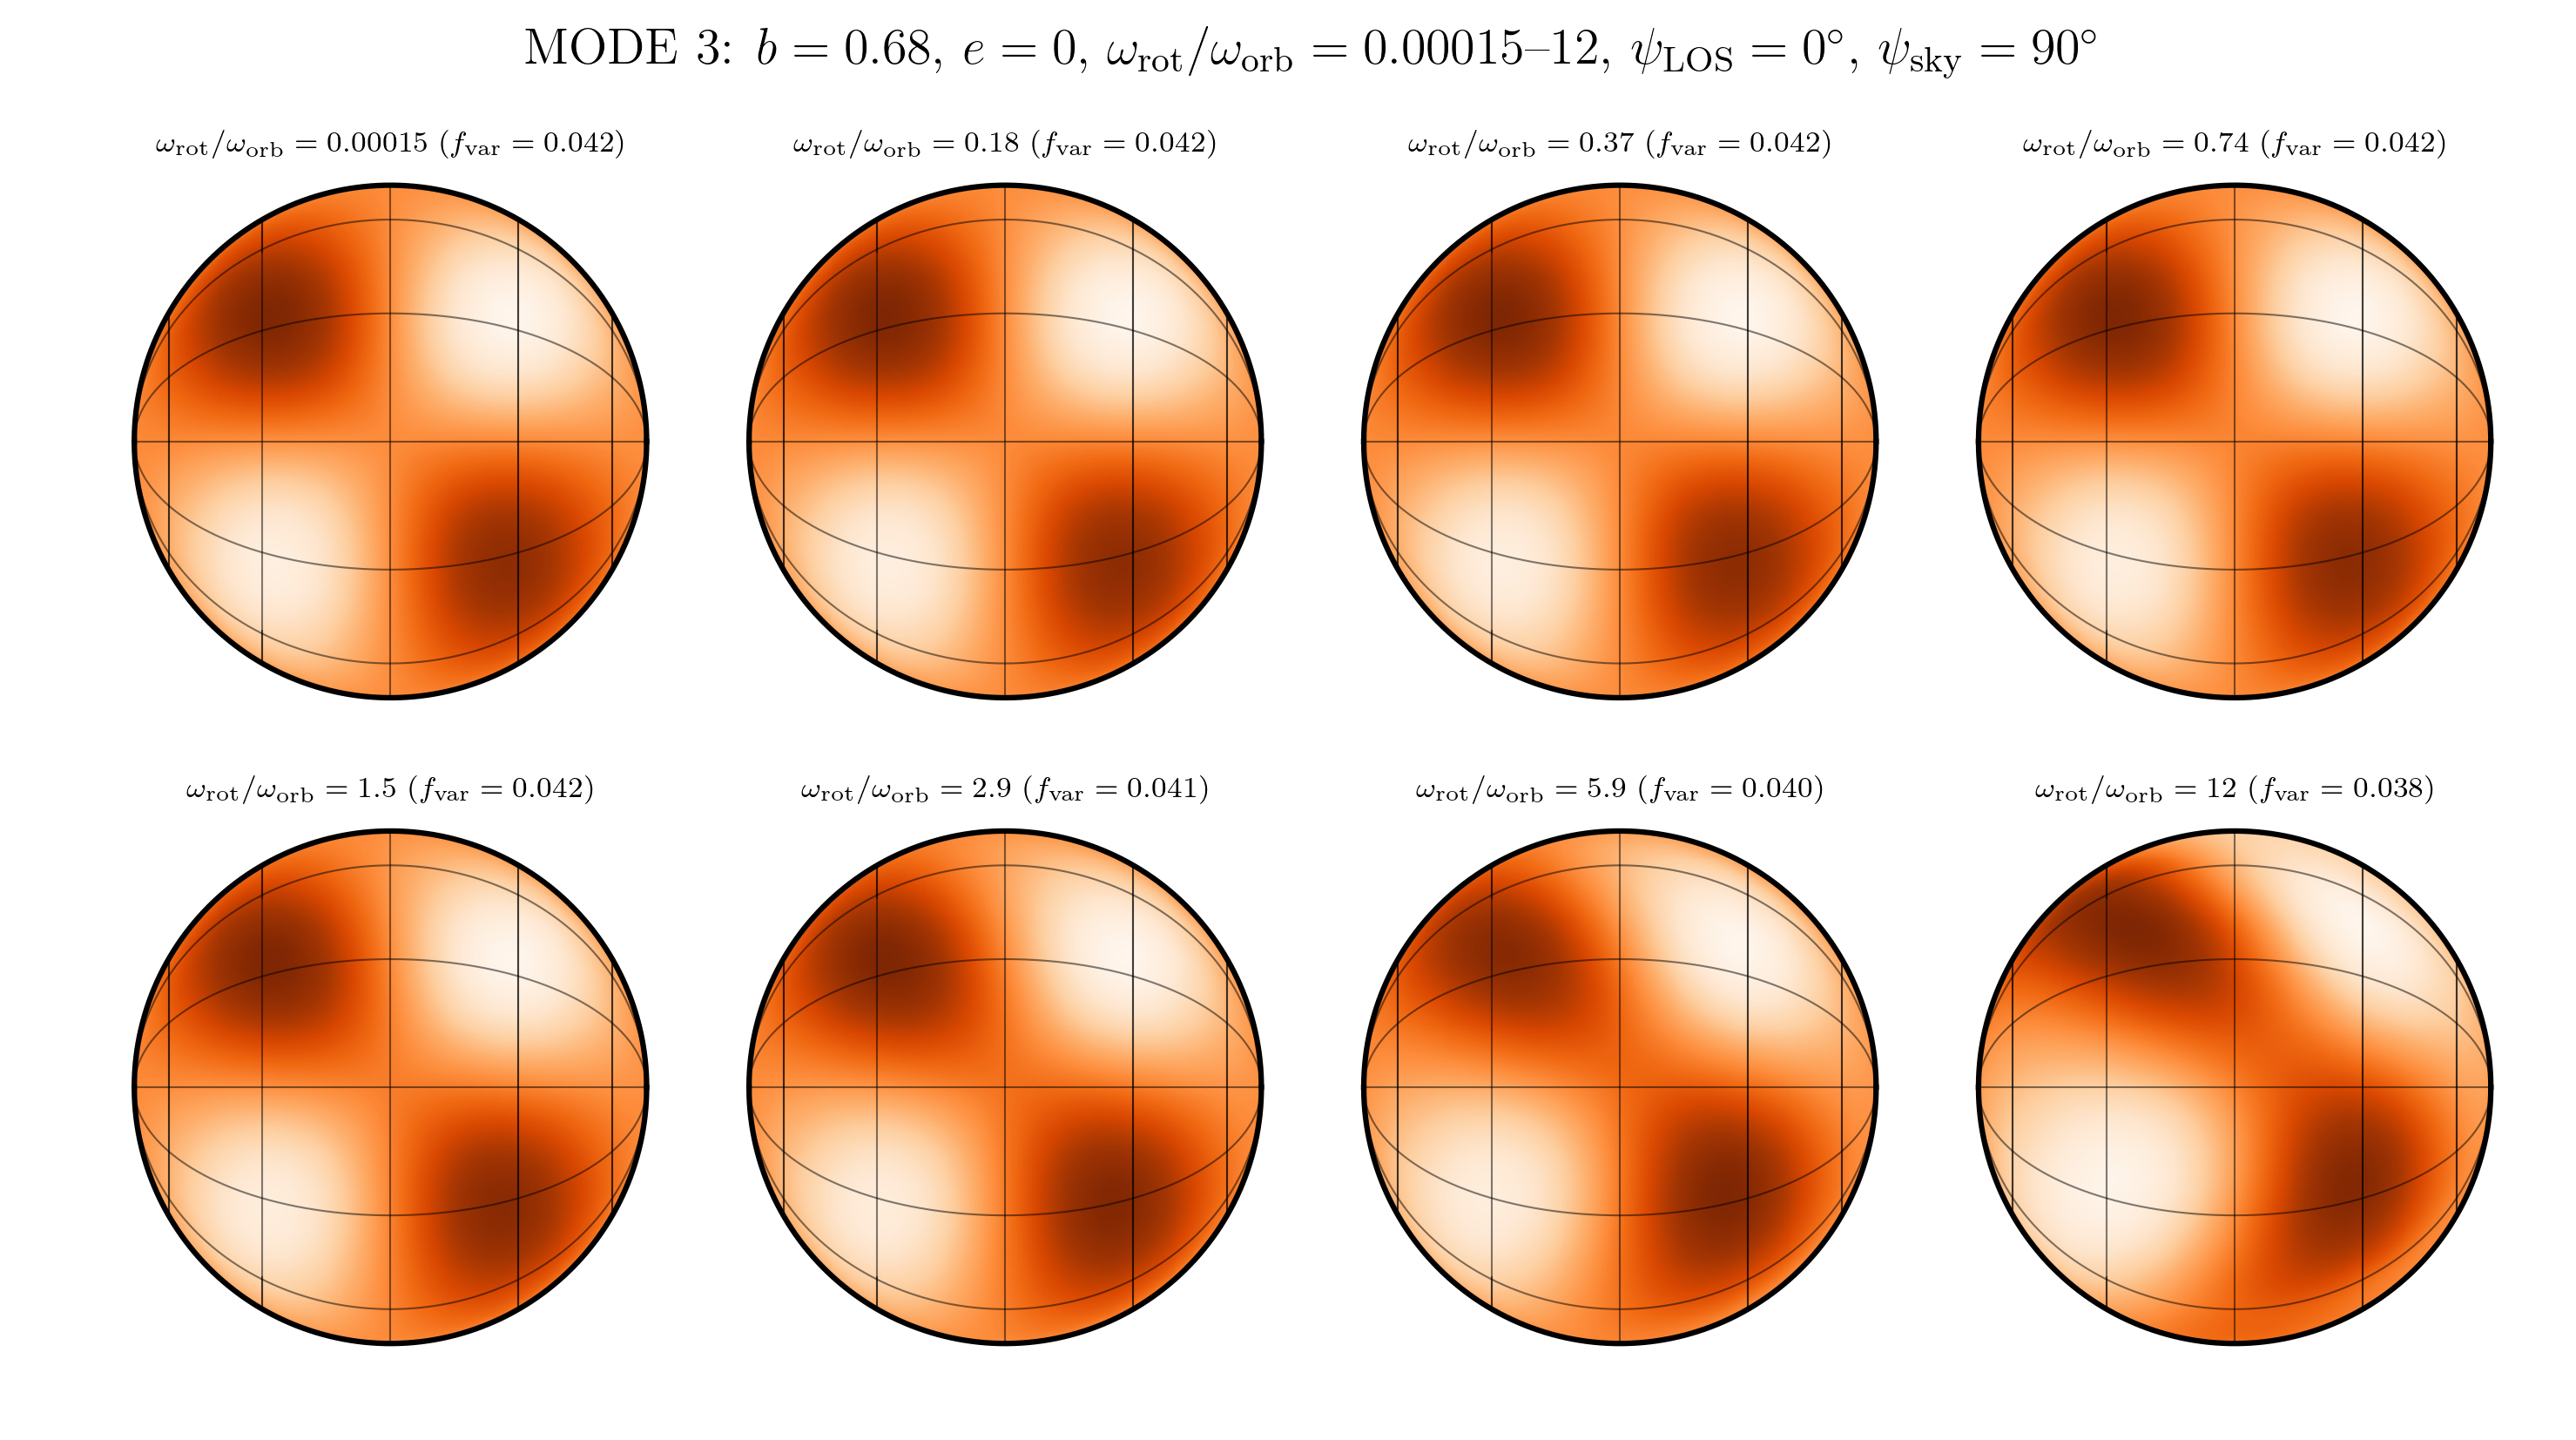 MODE 3: b = 0.68, e = 0, ω_rot/ω_orb = 0.00015–12, ψ_LOS = 0°, ψ_sky = 90°
ω_rot/ω_orb = 0.00015 (f_var = 0.042)
ω_rot/ω_orb = 0.18 (f_var = 0.042)
ω_rot/ω_orb = 0.37 (f_var = 0.042)
ω_rot/ω_orb = 0.74 (f_var = 0.042)
ω_rot/ω_orb = 1.5 (f_var = 0.042)
ω_rot/ω_orb = 2.9 (f_var = 0.041)
ω_rot/ω_orb = 5.9 (f_var = 0.040)
ω_rot/ω_orb = 12 (f_var = 0.038)